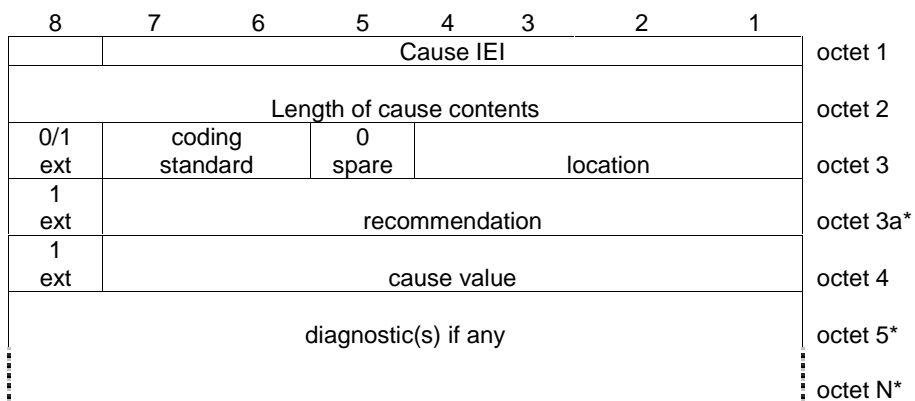 8 7 6 5 4 3 2 1
Cause IEI octet 1
Length of cause contents octet 2
0/1 coding 0
ext standard spare location octet 3
1
ext recommendation octet 3a*
1
ext cause value octet 4
diagnostic(s) if any octet 5*
octet N*